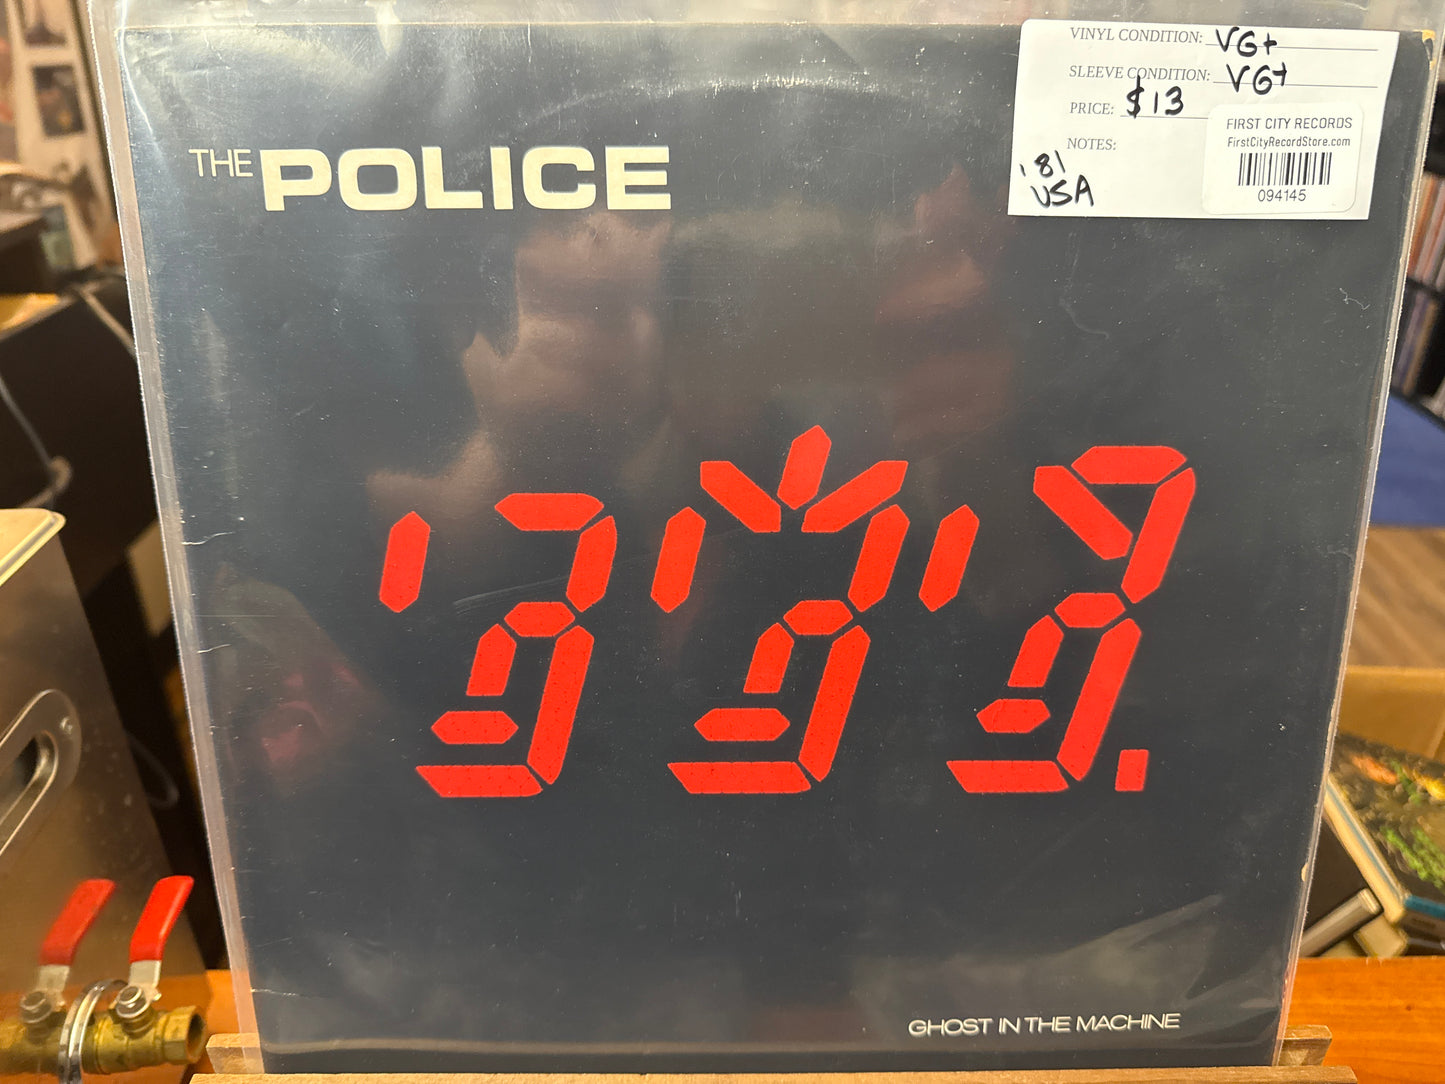 THE POLICE
VINYL CONDITION: VG+
SLEEVE CONDITION: VG+
PRICE: $13
NOTES:
'81
USA
FIRST CITY RECORDS
FirstCityRecordStore.com
094145
GHOST IN THE MACHINE